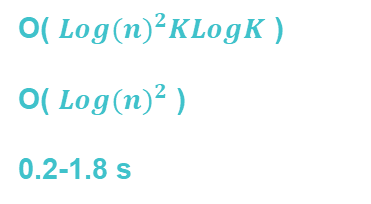 O( Log(n)²KLogK )
O( Log(n)² )
0.2-1.8 s